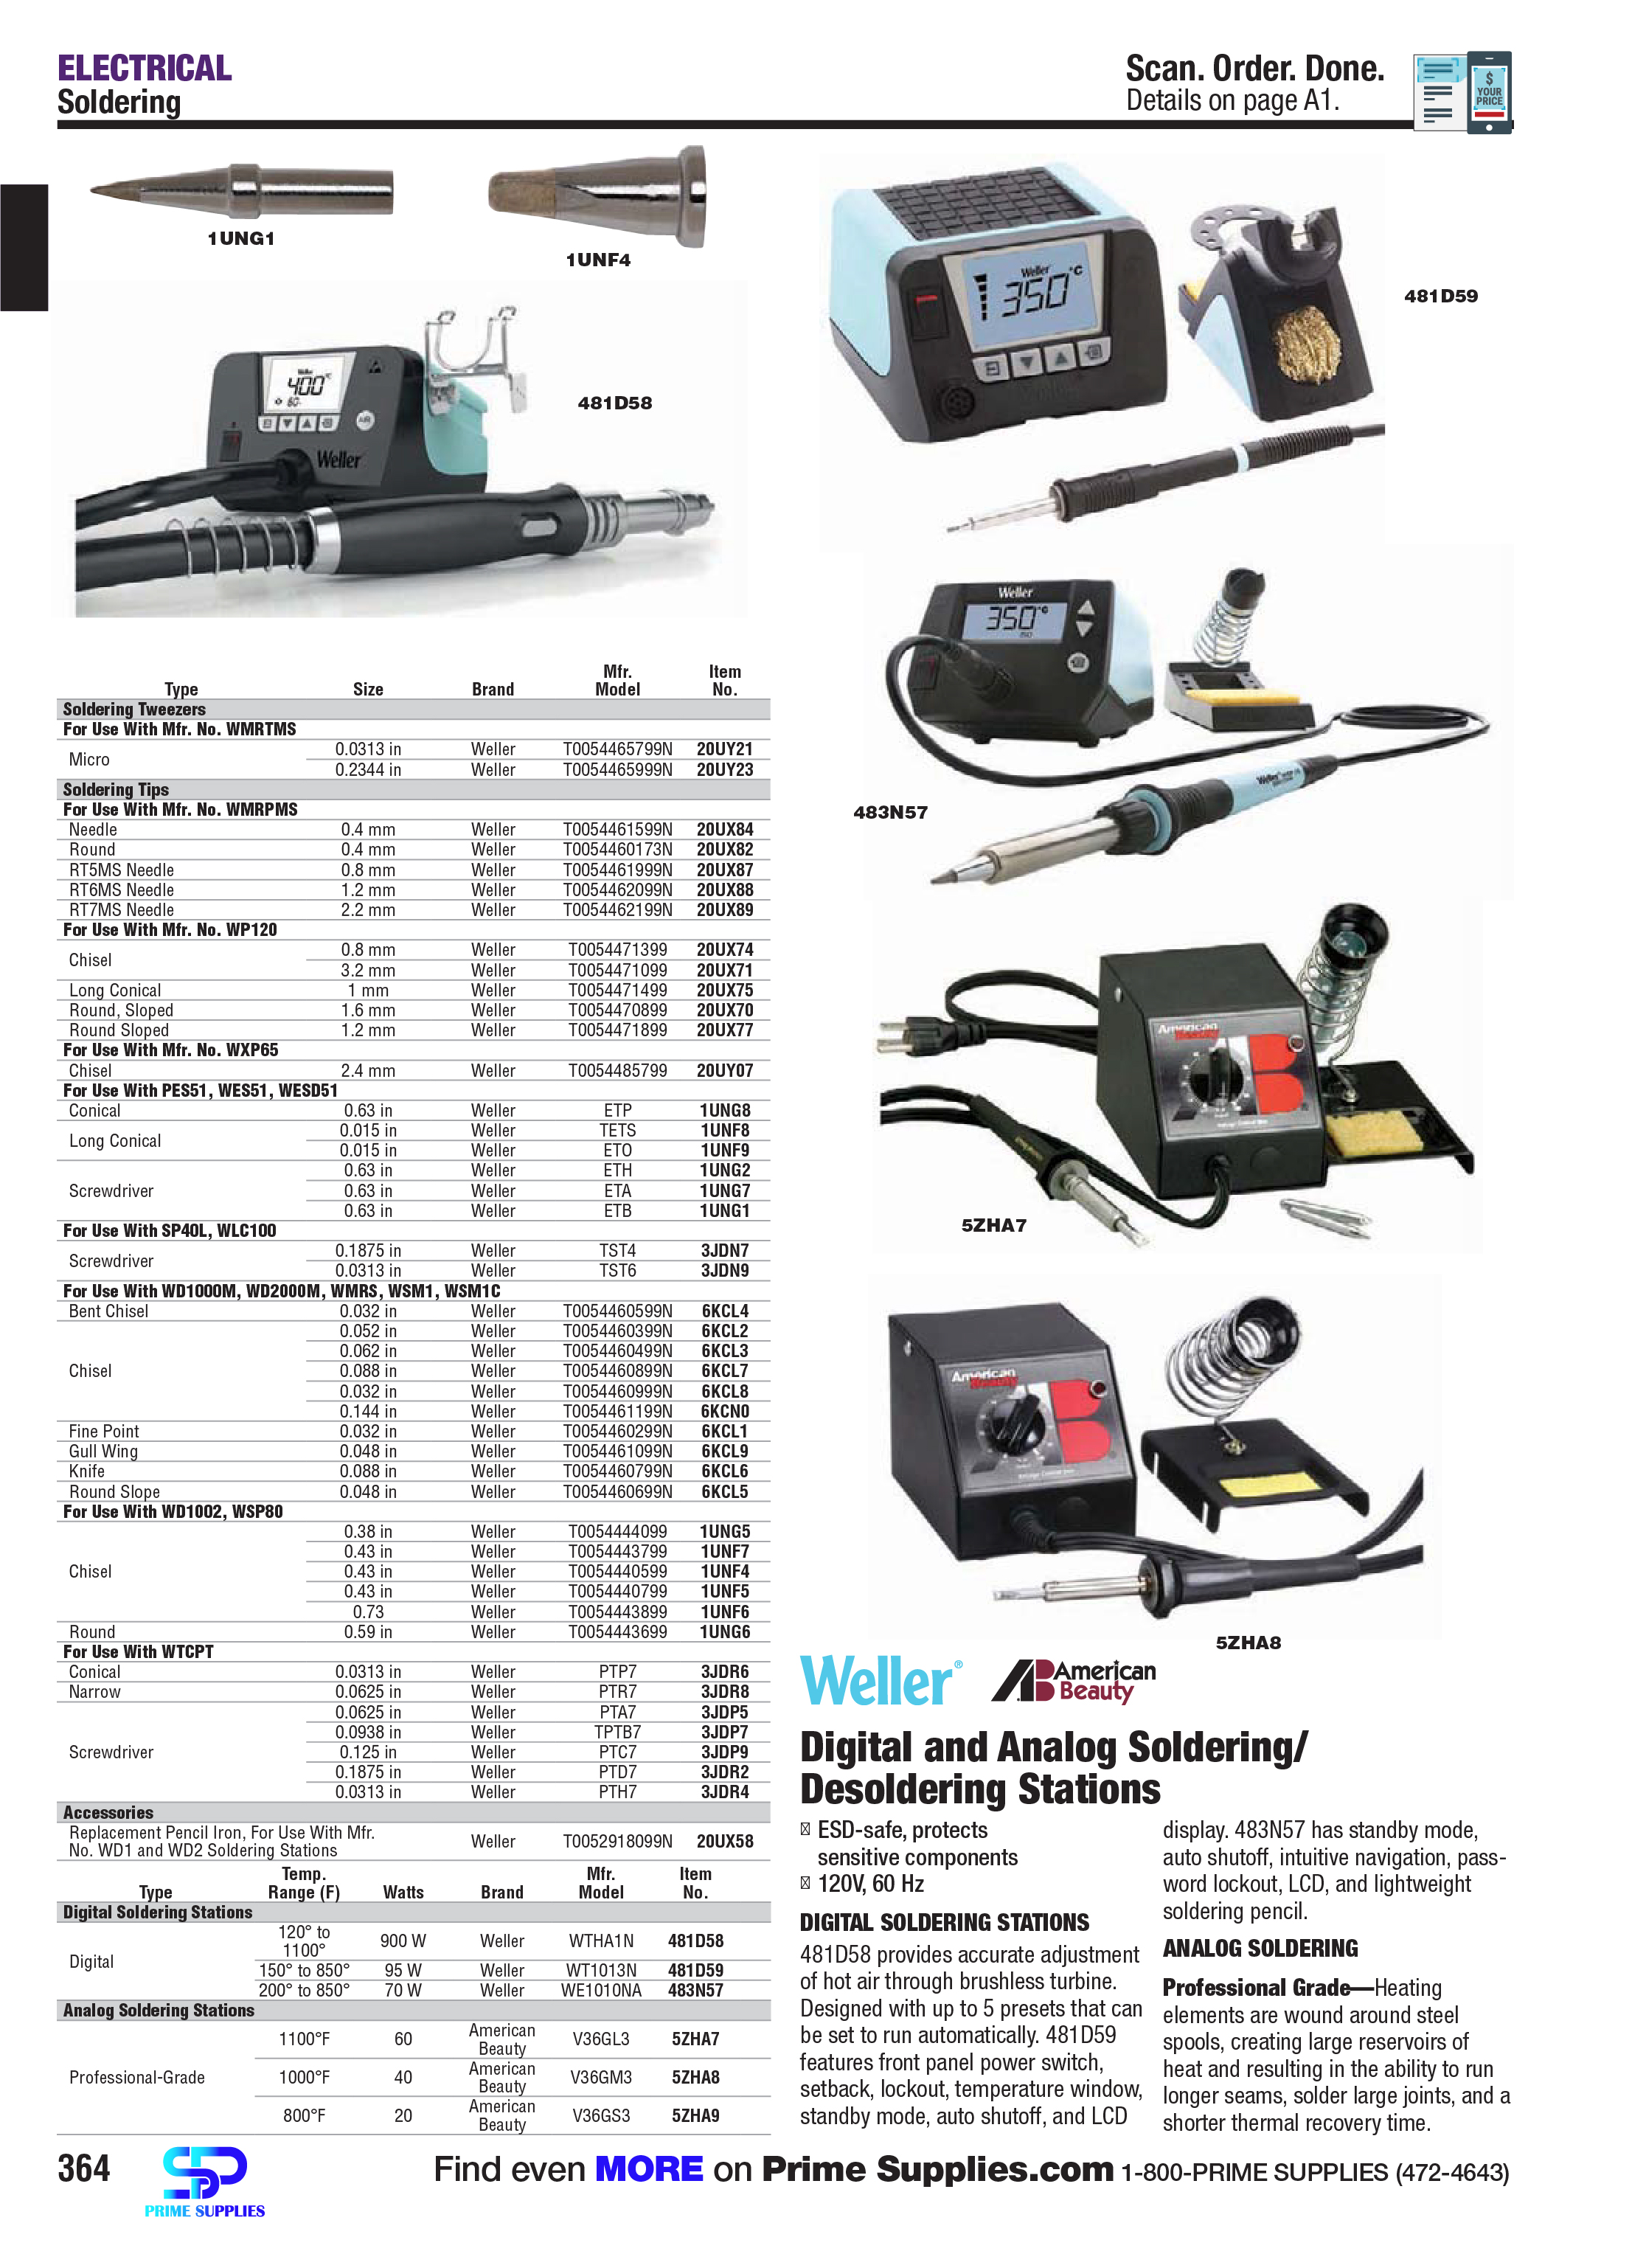 ELECTRICAL
Soldering
Scan. Order. Done.
Details on page A1.
$
YOUR
PRICE
1UNG1
1UNF4
481D58
481D59
483N57
5ZHA7
5ZHA8
Weller
400°C
80
AIR
Weller
Weller
350°C
Weller
350°C
150
American
Beauty
American
Beauty
Type Size Brand Mfr. Model Item No.
Soldering Tweezers
For Use With Mfr. No. WMRTMS
Micro 0.0313 in Weller T0054465799N 20UY21
0.2344 in Weller T0054465999N 20UY23
Soldering Tips
For Use With Mfr. No. WMRPMS
Needle 0.4 mm Weller T0054461599N 20UX84
Round 0.4 mm Weller T0054460173N 20UX82
RT5MS Needle 0.8 mm Weller T0054461999N 20UX87
RT6MS Needle 1.2 mm Weller T0054462099N 20UX88
RT7MS Needle 2.2 mm Weller T0054462199N 20UX89
For Use With Mfr. No. WP120
Chisel 0.8 mm Weller T0054471399 20UX74
3.2 mm Weller T0054471099 20UX71
Long Conical 1 mm Weller T0054471499 20UX75
Round, Sloped 1.6 mm Weller T0054470899 20UX70
Round Sloped 1.2 mm Weller T0054471899 20UX77
For Use With Mfr. No. WXP65
Chisel 2.4 mm Weller T0054485799 20UY07
For Use With PES51, WES51, WESD51
Conical 0.63 in Weller ETP 1UNG8
Long Conical 0.015 in Weller TETS 1UNF8
0.015 in Weller ETO 1UNF9
Screwdriver 0.63 in Weller ETH 1UNG2
0.63 in Weller ETA 1UNG7
0.63 in Weller ETB 1UNG1
For Use With SP40L, WLC100
Screwdriver 0.1875 in Weller TST4 3JDN7
0.0313 in Weller TST6 3JDN9
For Use With WD1000M, WD2000M, WMRS, WSM1, WSM1C
Bent Chisel 0.032 in Weller T0054460599N 6KCL4
Chisel 0.052 in Weller T0054460399N 6KCL2
0.062 in Weller T0054460499N 6KCL3
0.088 in Weller T0054460899N 6KCL7
0.032 in Weller T0054460999N 6KCL8
0.144 in Weller T0054461199N 6KCN0
Fine Point 0.032 in Weller T0054460299N 6KCL1
Gull Wing 0.048 in Weller T0054461099N 6KCL9
Knife 0.088 in Weller T0054460799N 6KCL6
Round Slope 0.048 in Weller T0054460699N 6KCL5
For Use With WD1002, WSP80
Chisel 0.38 in Weller T0054444099 1UNG5
0.43 in Weller T0054443799 1UNF7
0.43 in Weller T0054440599 1UNF4
0.43 in Weller T0054440799 1UNF5
0.73 Weller T0054443899 1UNF6
Round 0.59 in Weller T0054443699 1UNG6
For Use With WTCPT
Conical 0.0313 in Weller PTP7 3JDR6
Narrow 0.0625 in Weller PTR7 3JDR8
Screwdriver 0.0625 in Weller PTA7 3JDP5
0.0938 in Weller TPTB7 3JDP7
0.125 in Weller PTC7 3JDP9
0.1875 in Weller PTD7 3JDR2
0.0313 in Weller PTH7 3JDR4
Accessories
Replacement Pencil Iron, For Use With Mfr.
No. WD1 and WD2 Soldering Stations Weller T0052918099N 20UX58
Type Temp. Range (F) Watts Brand Mfr. Model Item No.
Digital Soldering Stations
Digital 120° to 1100° 900 W Weller WTHA1N 481D58
150° to 850° 95 W Weller WT1013N 481D59
200° to 850° 70 W Weller WE1010NA 483N57
Analog Soldering Stations
Professional-Grade 1100°F 60 American Beauty V36GL3 5ZHA7
1000°F 40 American Beauty V36GM3 5ZHA8
800°F 20 American Beauty V36GS3 5ZHA9
Weller®
American
Beauty
Digital and Analog Soldering/
Desoldering Stations
ESD-safe, protects
sensitive components
120V, 60 Hz
DIGITAL SOLDERING STATIONS
481D58 provides accurate adjustment
of hot air through brushless turbine.
Designed with up to 5 presets that can
be set to run automatically. 481D59
features front panel power switch,
setback, lockout, temperature window,
standby mode, auto shutoff, and LCD
display. 483N57 has standby mode,
auto shutoff, intuitive navigation, pass-
word lockout, LCD, and lightweight
soldering pencil.
ANALOG SOLDERING
Professional Grade—Heating
elements are wound around steel
spools, creating large reservoirs of
heat and resulting in the ability to run
longer seams, solder large joints, and a
shorter thermal recovery time.
364
PRIME SUPPLIES
Find even MORE on Prime Supplies.com 1-800-PRIME SUPPLIES (472-4643)